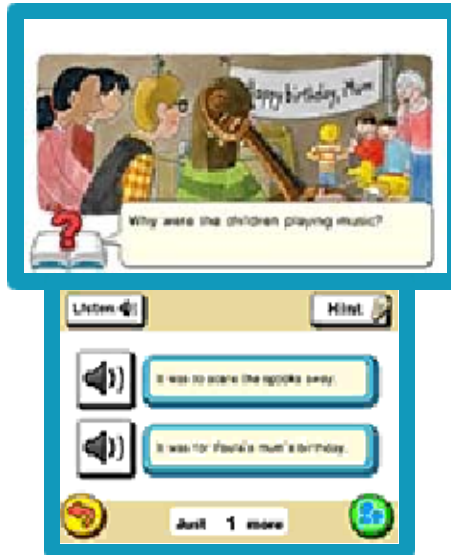 Happy birthday, Mum
?
Why were the children playing music?
Listen
Hint
It was to scare the spooks away.
It was for Paula's mum's birthday.
Just 1 more